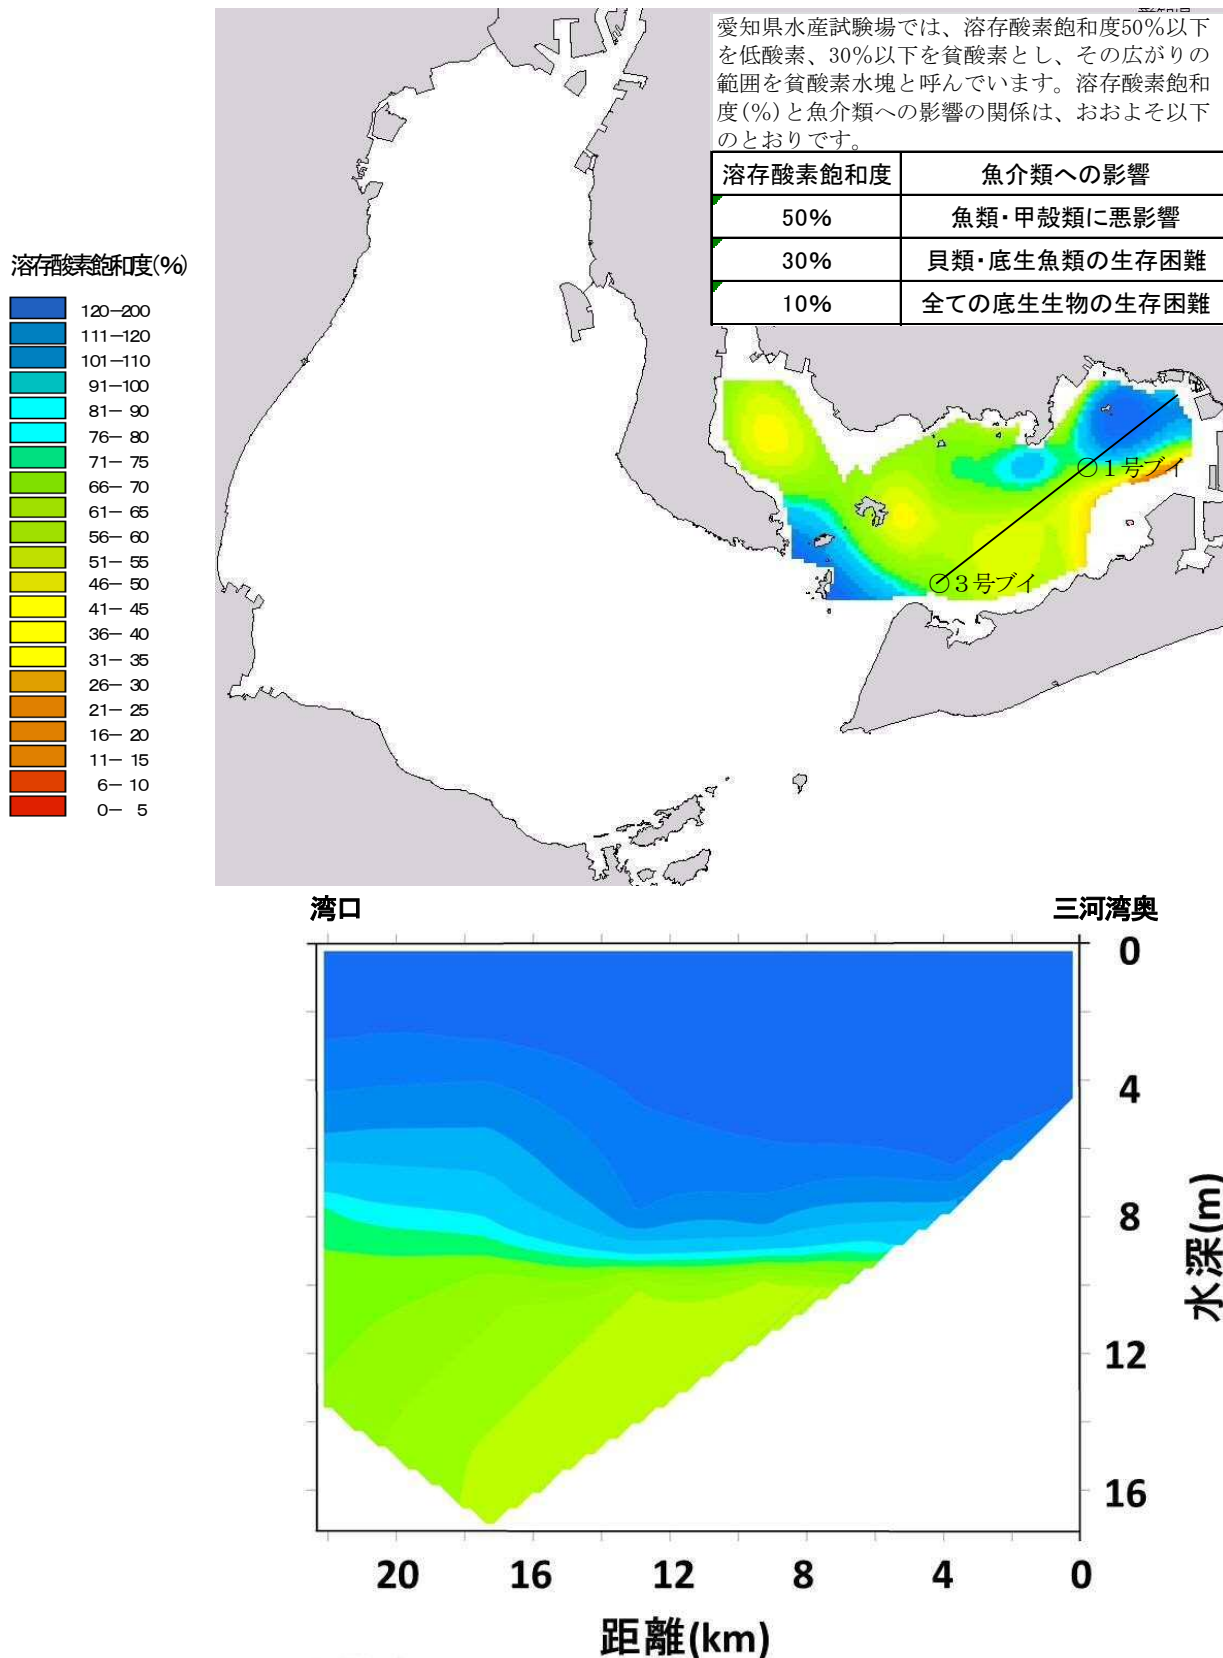 愛知県水産試験場では、溶存酸素飽和度50%以下
を低酸素、30%以下を貧酸素とし、その広がりの
範囲を貧酸素水塊と呼んでいます。溶存酸素飽和
度(%)と魚介類への影響の関係は、おおよそ以下
のとおりです。
溶存酸素飽和度 魚介類への影響
50% 魚類・甲殻類に悪影響
30% 貝類・底生魚類の生存困難
10% 全ての底生生物の生存困難
溶存酸素飽和度(%)
120-200
111-120
101-110
91-100
81- 90
76- 80
71- 75
66- 70
61- 65
56- 60
51- 55
46- 50
41- 45
36- 40
31- 35
26- 30
21- 25
16- 20
11- 15
6- 10
0- 5
1号ブイ
3号ブイ
湾口 三河湾奥
0
4
8
12
16
水深(m)
20 16 12 8 4 0
距離(km)